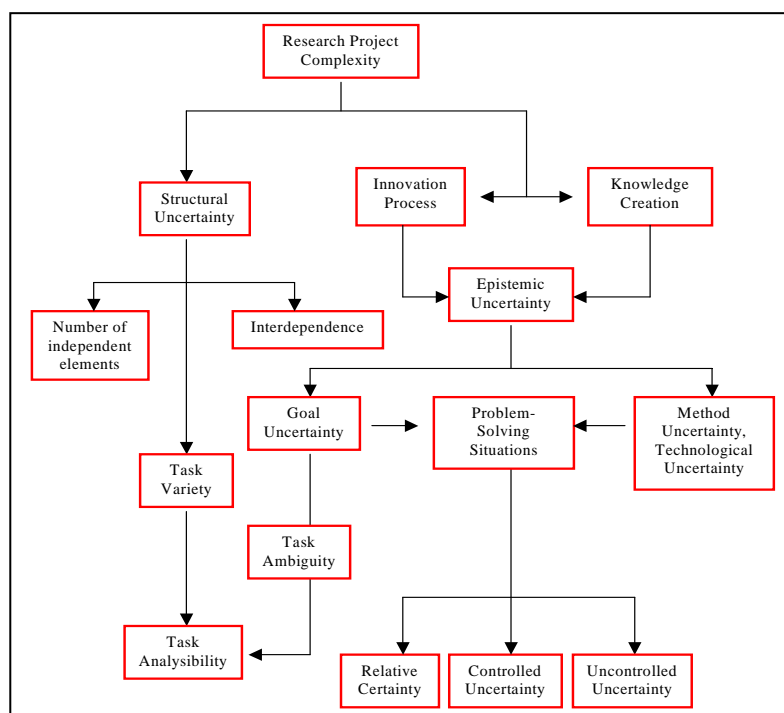 Research Project
Complexity
Structural
Uncertainty
Innovation
Process
Knowledge
Creation
Epistemic
Uncertainty
Number of
independent
elements
Interdependence
Goal
Uncertainty
Problem-
Solving
Situations
Method
Uncertainty,
Technological
Uncertainty
Task
Variety
Task
Ambiguity
Task
Analysibility
Relative
Certainty
Controlled
Uncertainty
Uncontrolled
Uncertainty